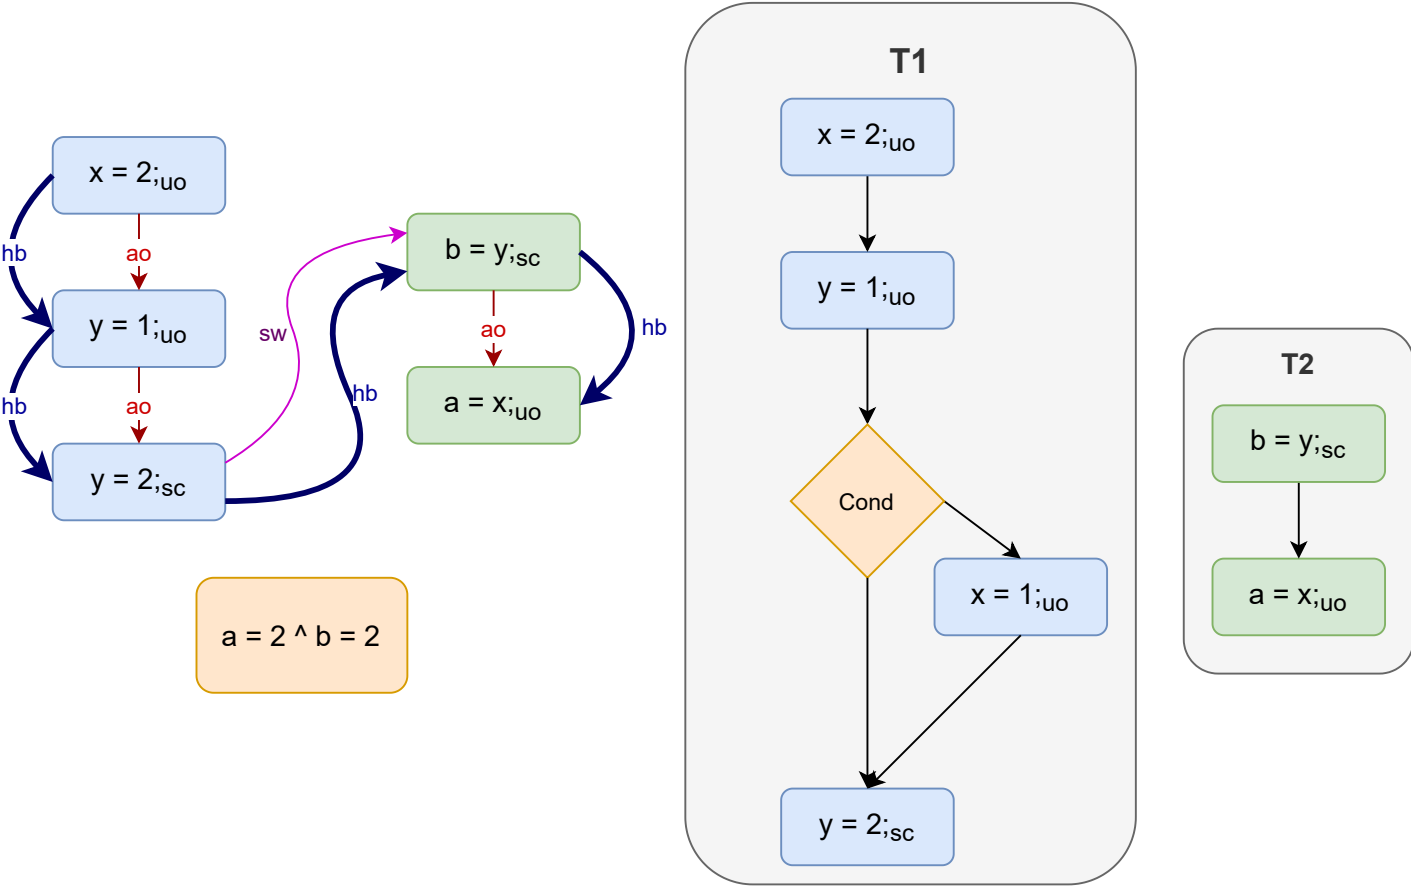 x = 2;uo
hb
ao
y = 1;uo
hb
ao
y = 2;sc
sw
hb
b = y;sc
ao
hb
a = x;uo
a = 2 ^ b = 2
T1
x = 2;uo
y = 1;uo
Cond
x = 1;uo
y = 2;sc
T2
b = y;sc
a = x;uo